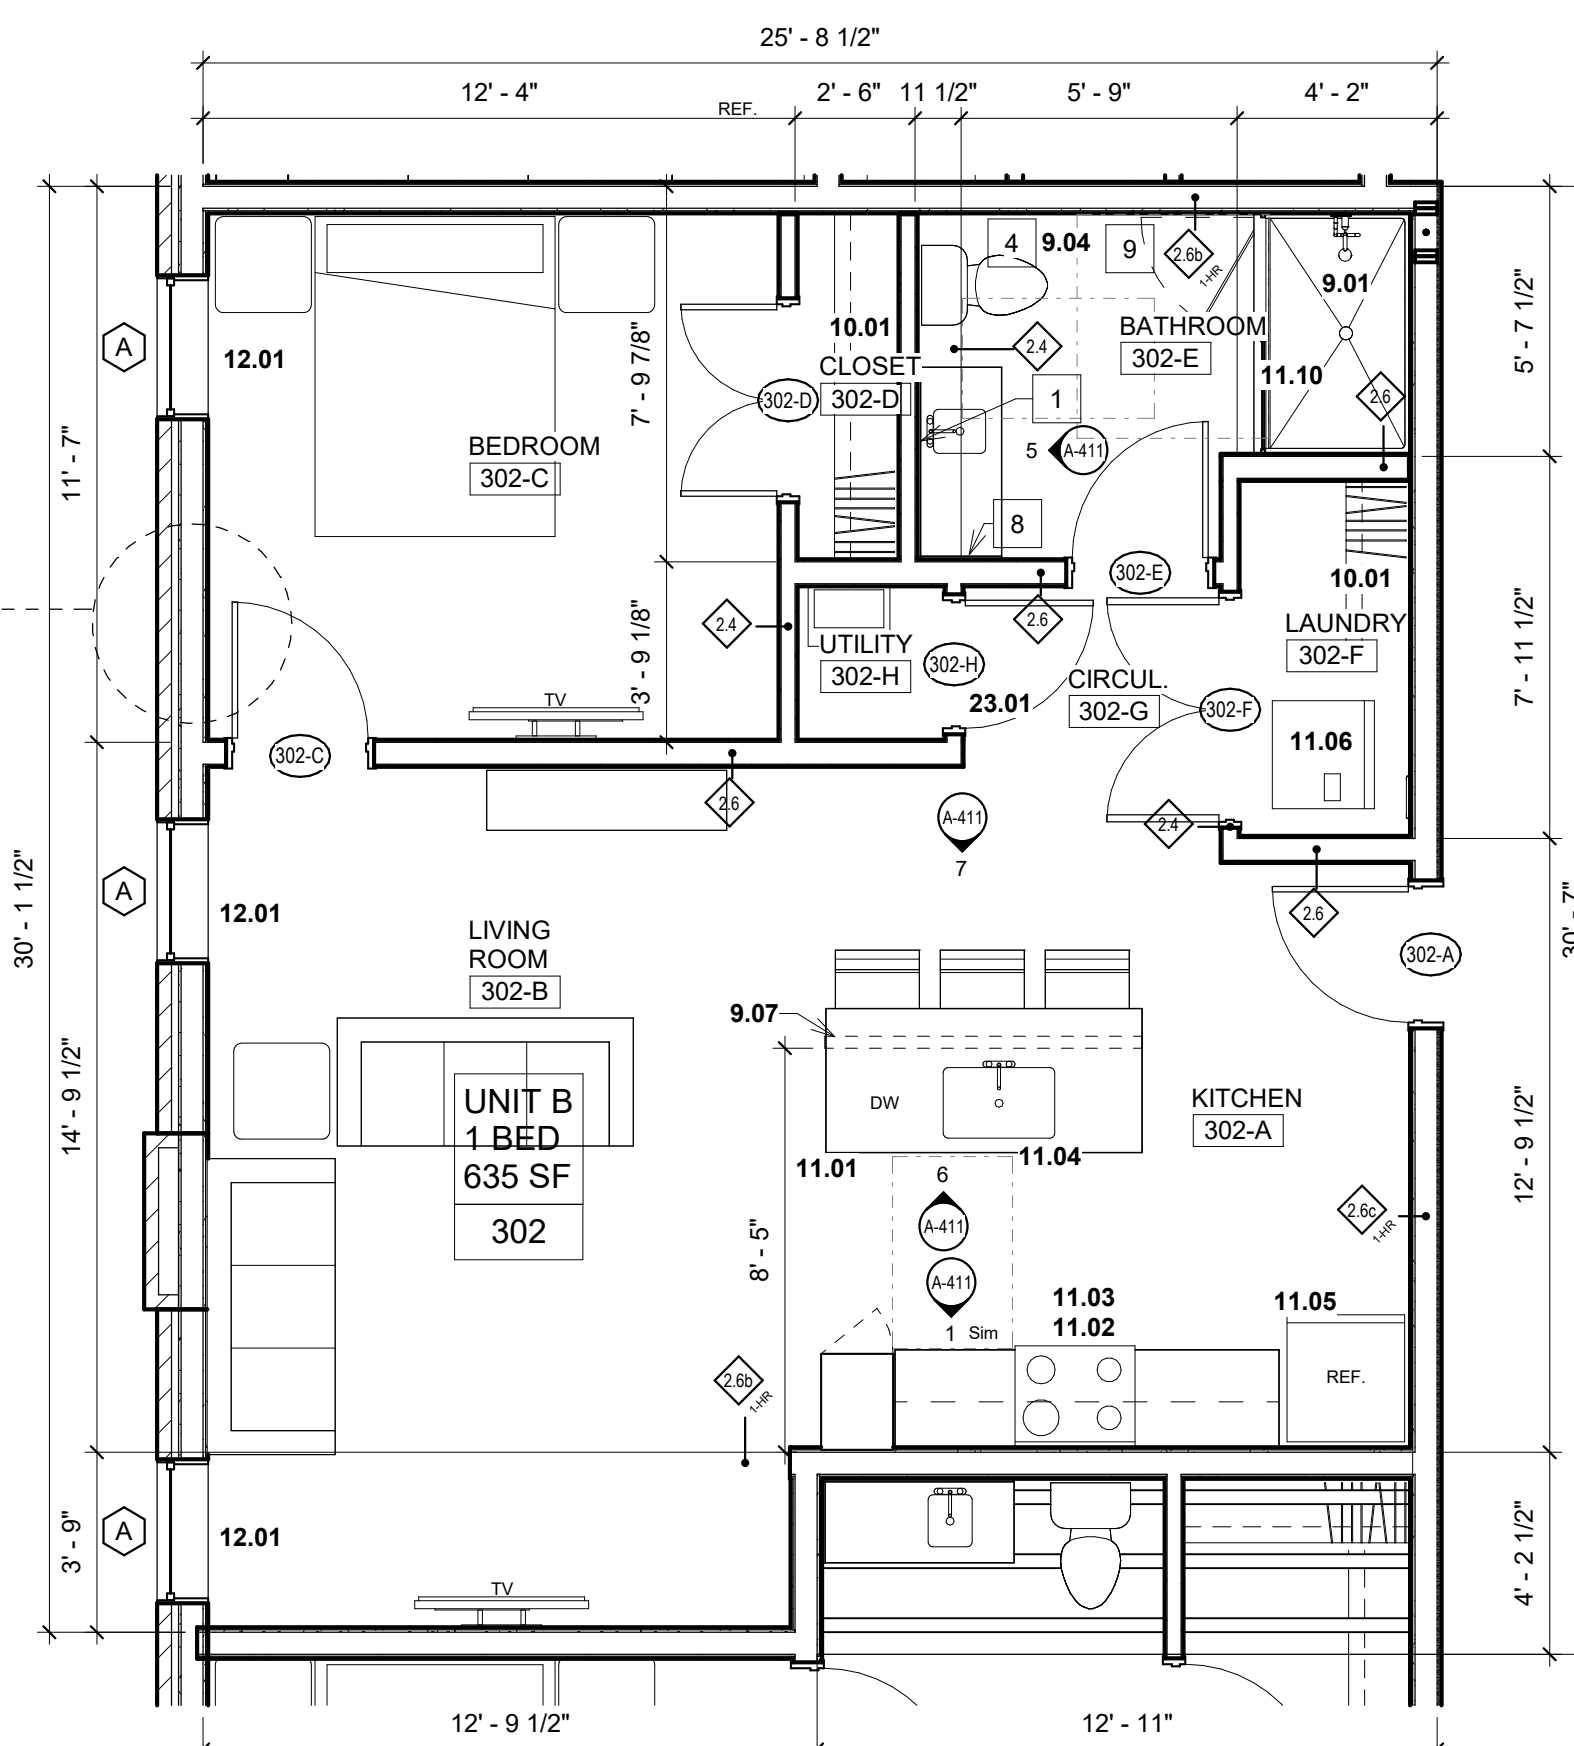 25' - 8 1/2"
12' - 4"
REF.
2' - 6"
11 1/2"
5' - 9"
4' - 2"
4
9.04
9
2.6b
1-HR
9.01
A
12.01
7' - 9 7/8"
10.01
CLOSET
302-D
302-D
2.4
BATHROOM
302-E
11.10
2.6
5' - 7 1/2"
1
5
A-411
11' - 7"
BEDROOM
302-C
8
302-E
10.01
2.4
3' - 9 1/8"
UTILITY
302-H
302-H
2.6
23.01
CIRCUL.
302-G
302-F
LAUNDRY
302-F
11.06
7' - 11 1/2"
TV
302-C
2.6
A-411
7
2.4
30' - 1 1/2"
A
12.01
LIVING
ROOM
302-B
2.6
302-A
30' - 7"
9.07
DW
KITCHEN
302-A
11.01
11.04
14' - 9 1/2"
UNIT B
1 BED
635 SF
302
8' - 5"
6
A-411
A-411
1 Sim
2.6c
1-HR
12' - 9 1/2"
11.03
11.02
11.05
REF.
2.6b
1-HR
A
12.01
3' - 9"
TV
4' - 2 1/2"
12' - 9 1/2"
12' - 11"